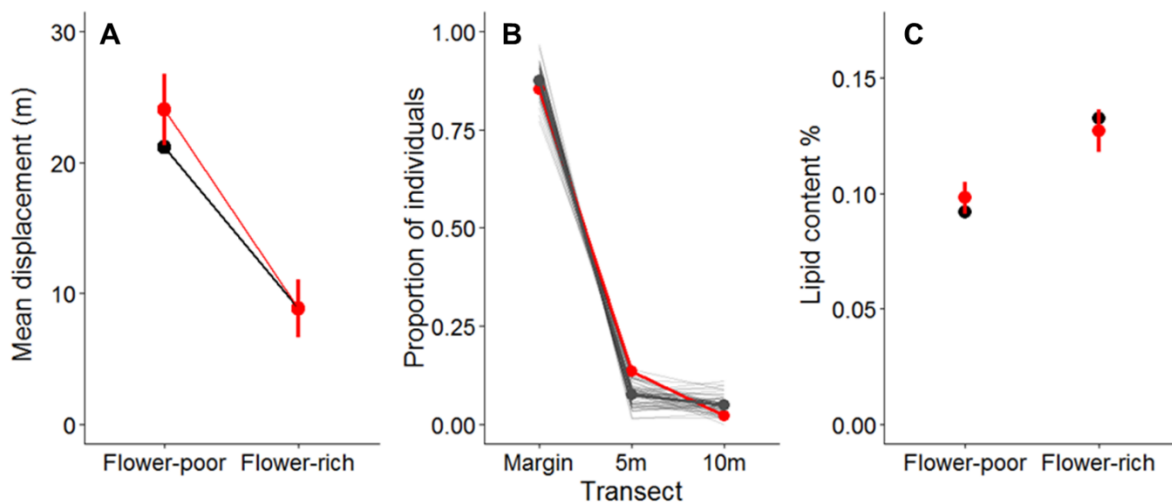 A
Mean displacement (m)
30
20
10
0
Flower-poor
Flower-rich
B
Proportion of individuals
1.00
0.75
0.50
0.25
0.00
Margin
5m
10m
Transect
C
Lipid content %
0.15
0.10
0.05
0.00
Flower-poor
Flower-rich